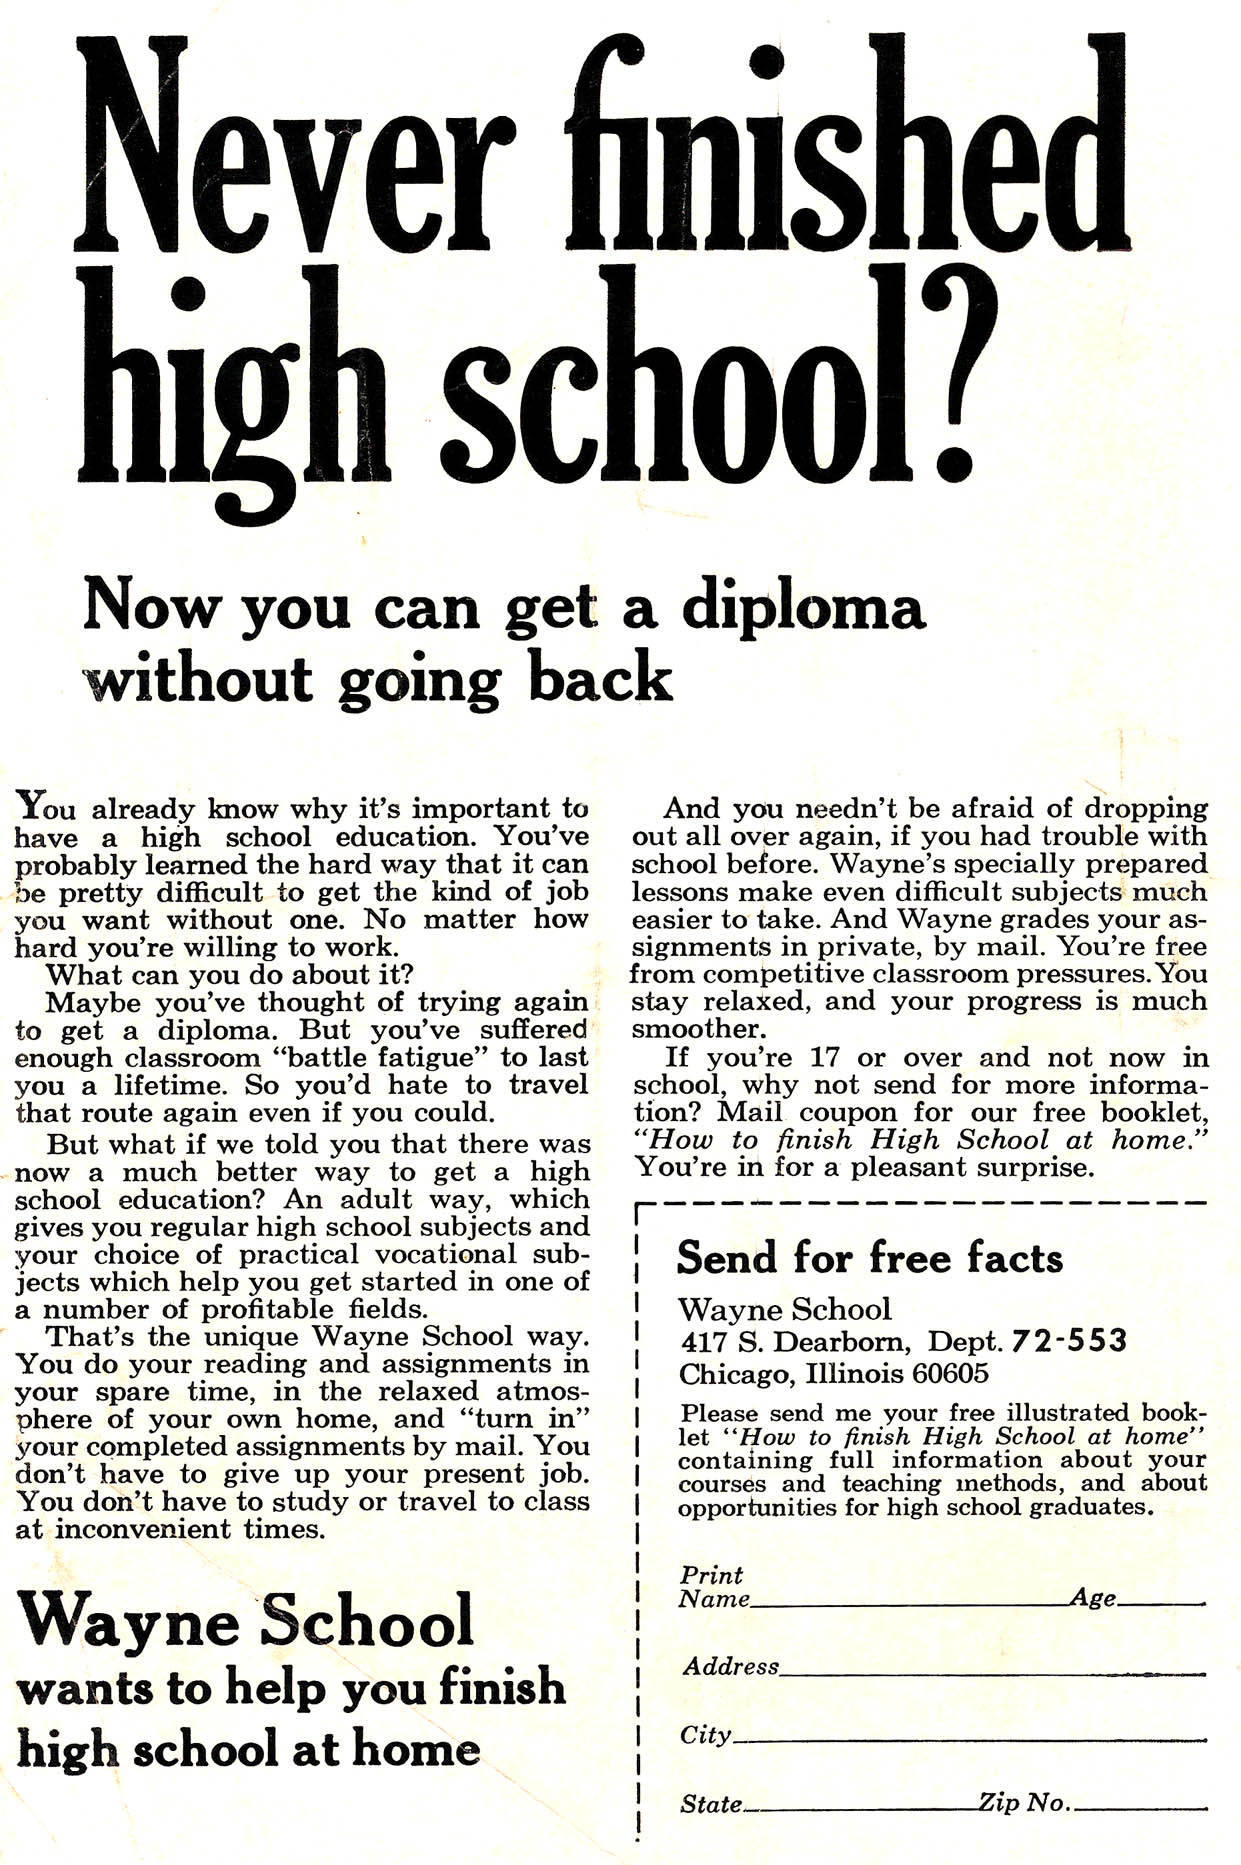 Never finished
high school?
Now you can get a diploma
without going back
You already know why it's important to
have a high school education. You've
probably learned the hard way that it can
be pretty difficult to get the kind of job
you want without one. No matter how
hard you're willing to work.
What can you do about it?
Maybe you've thought of trying again
to get a diploma. But you've suffered
enough classroom "battle fatigue" to last
you a lifetime. So you'd hate to travel
that route again even if you could.
But what if we told you that there was
now a much better way to get a high
school education? An adult way, which
gives you regular high school subjects and
your choice of practical vocational sub-
jects which help you get started in one of
a number of profitable fields.
That's the unique Wayne School way.
You do your reading and assignments in
your spare time, in the relaxed atmos-
phere of your own home, and "turn in"
your completed assignments by mail. You
don't have to give up your present job.
You don't have to study or travel to class
at inconvenient times.
Wayne School
wants to help you finish
high school at home
And you needn't be afraid of dropping
out all over again, if you had trouble with
school before. Wayne's specially prepared
lessons make even difficult subjects much
easier to take. And Wayne grades your as-
signments in private, by mail. You're free
from competitive classroom pressures. You
stay relaxed, and your progress is much
smoother.
If you're 17 or over and not now in
school, why not send for more informa-
tion? Mail coupon for our free booklet,
"How to finish High School at home."
You're in for a pleasant surprise.
Send for free facts
Wayne School
417 S. Dearborn, Dept. 72-553
Chicago, Illinois 60605
Please send me your free illustrated book-
let "How to finish High School at home"
containing full information about your
courses and teaching methods, and about
opportunities for high school graduates.
Print
Name Age
Address
City
State Zip No.